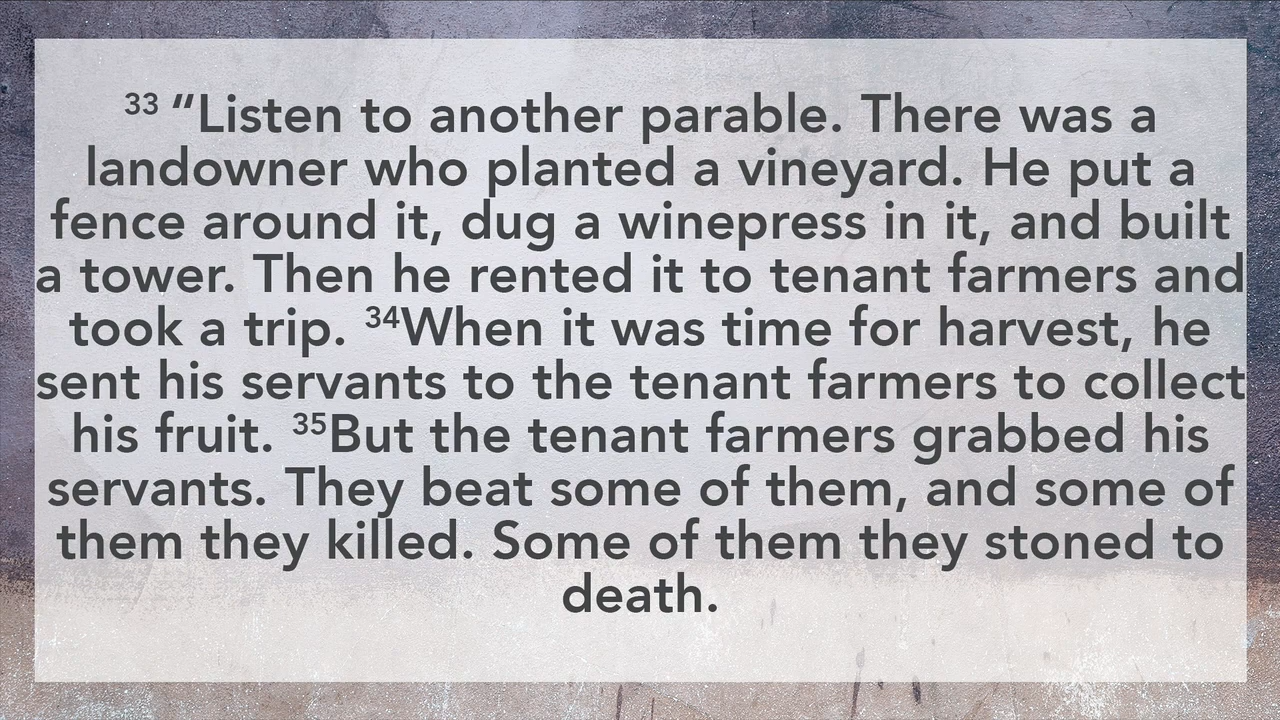 33 “Listen to another parable. There was a
landowner who planted a vineyard. He put a
fence around it, dug a winepress in it, and built
a tower. Then he rented it to tenant farmers and
took a trip. 34When it was time for harvest, he
sent his servants to the tenant farmers to collect
his fruit. 35But the tenant farmers grabbed his
servants. They beat some of them, and some of
them they killed. Some of them they stoned to
death.